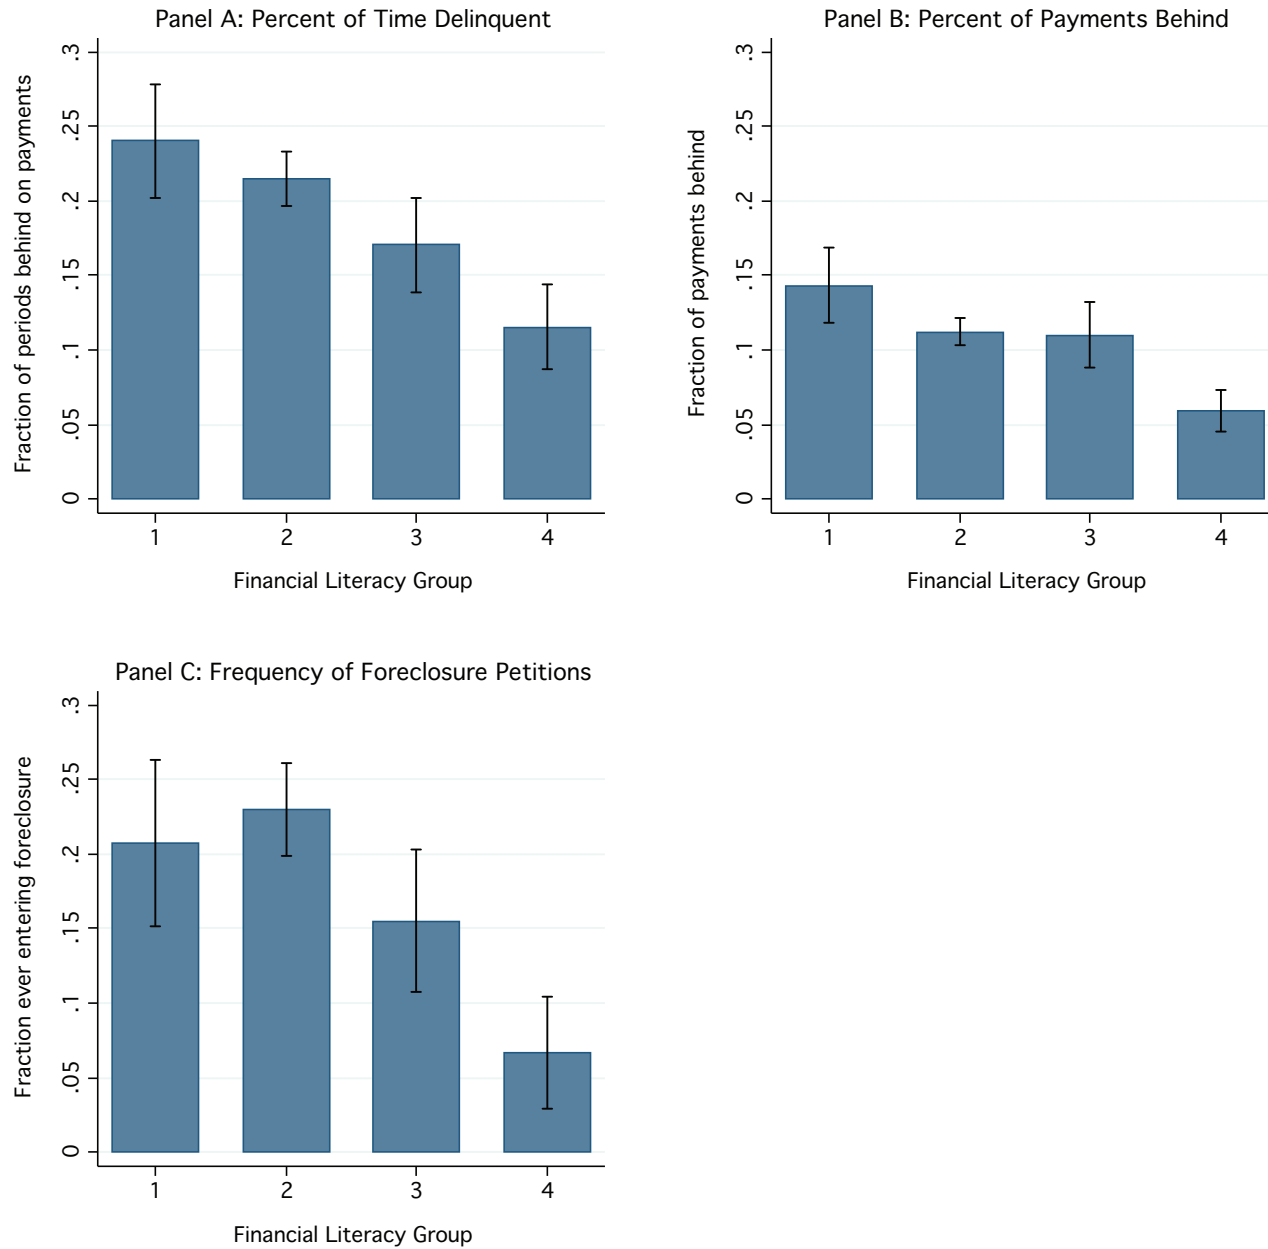 Panel A: Percent of Time Delinquent
Fraction of periods behind on payments
.3
.25
.2
.15
.1
.05
0
1 2 3 4
Financial Literacy Group
Panel B: Percent of Payments Behind
Fraction of payments behind
.3
.25
.2
.15
.1
.05
0
1 2 3 4
Financial Literacy Group
Panel C: Frequency of Foreclosure Petitions
Fraction ever entering foreclosure
.3
.25
.2
.15
.1
.05
0
1 2 3 4
Financial Literacy Group